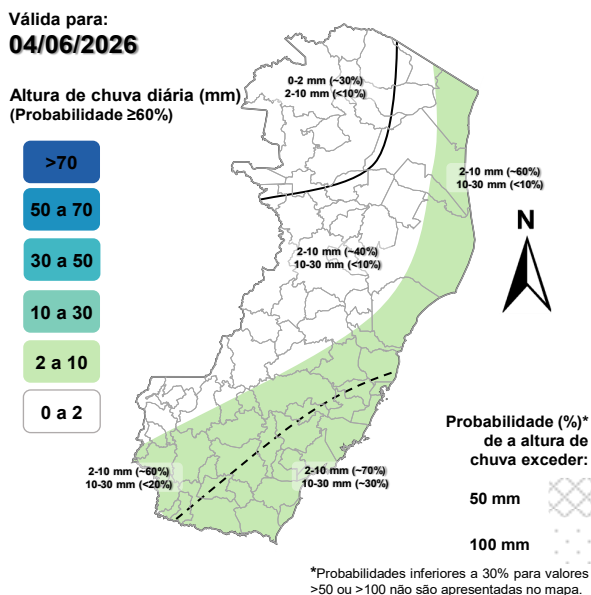 Válida para:
04/06/2026
Altura de chuva diária (mm)
(Probabilidade ≥60%)
>70
50 a 70
30 a 50
10 a 30
2 a 10
0 a 2
0-2 mm (~30%)
2-10 mm (<10%)
2-10 mm (~60%)
10-30 mm (<10%)
N
2-10 mm (~40%)
10-30 mm (<10%)
2-10 mm (~60%)
10-30 mm (<20%)
2-10 mm (~70%)
10-30 mm (~30%)
Probabilidade (%)*
de a altura de
chuva exceder:
50 mm
100 mm
*Probabilidades inferiores a 30% para valores
>50 ou >100 não são apresentadas no mapa.